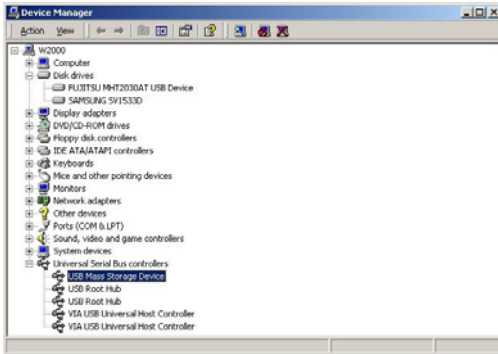 Device Manager
Action View
W2000
Computer
Disk drives
FUJITSU MHT2030AT USB Device
SAMSUNG SV1533D
Display adapters
DVD/CD-ROM drives
Floppy disk controllers
IDE ATA/ATAPI controllers
Keyboards
Mice and other pointing devices
Monitors
Network adapters
Other devices
Ports (COM & LPT)
Sound, video and game controllers
System devices
Universal Serial Bus controllers
USB Mass Storage Device
USB Root Hub
USB Root Hub
VIA USB Universal Host Controller
VIA USB Universal Host Controller